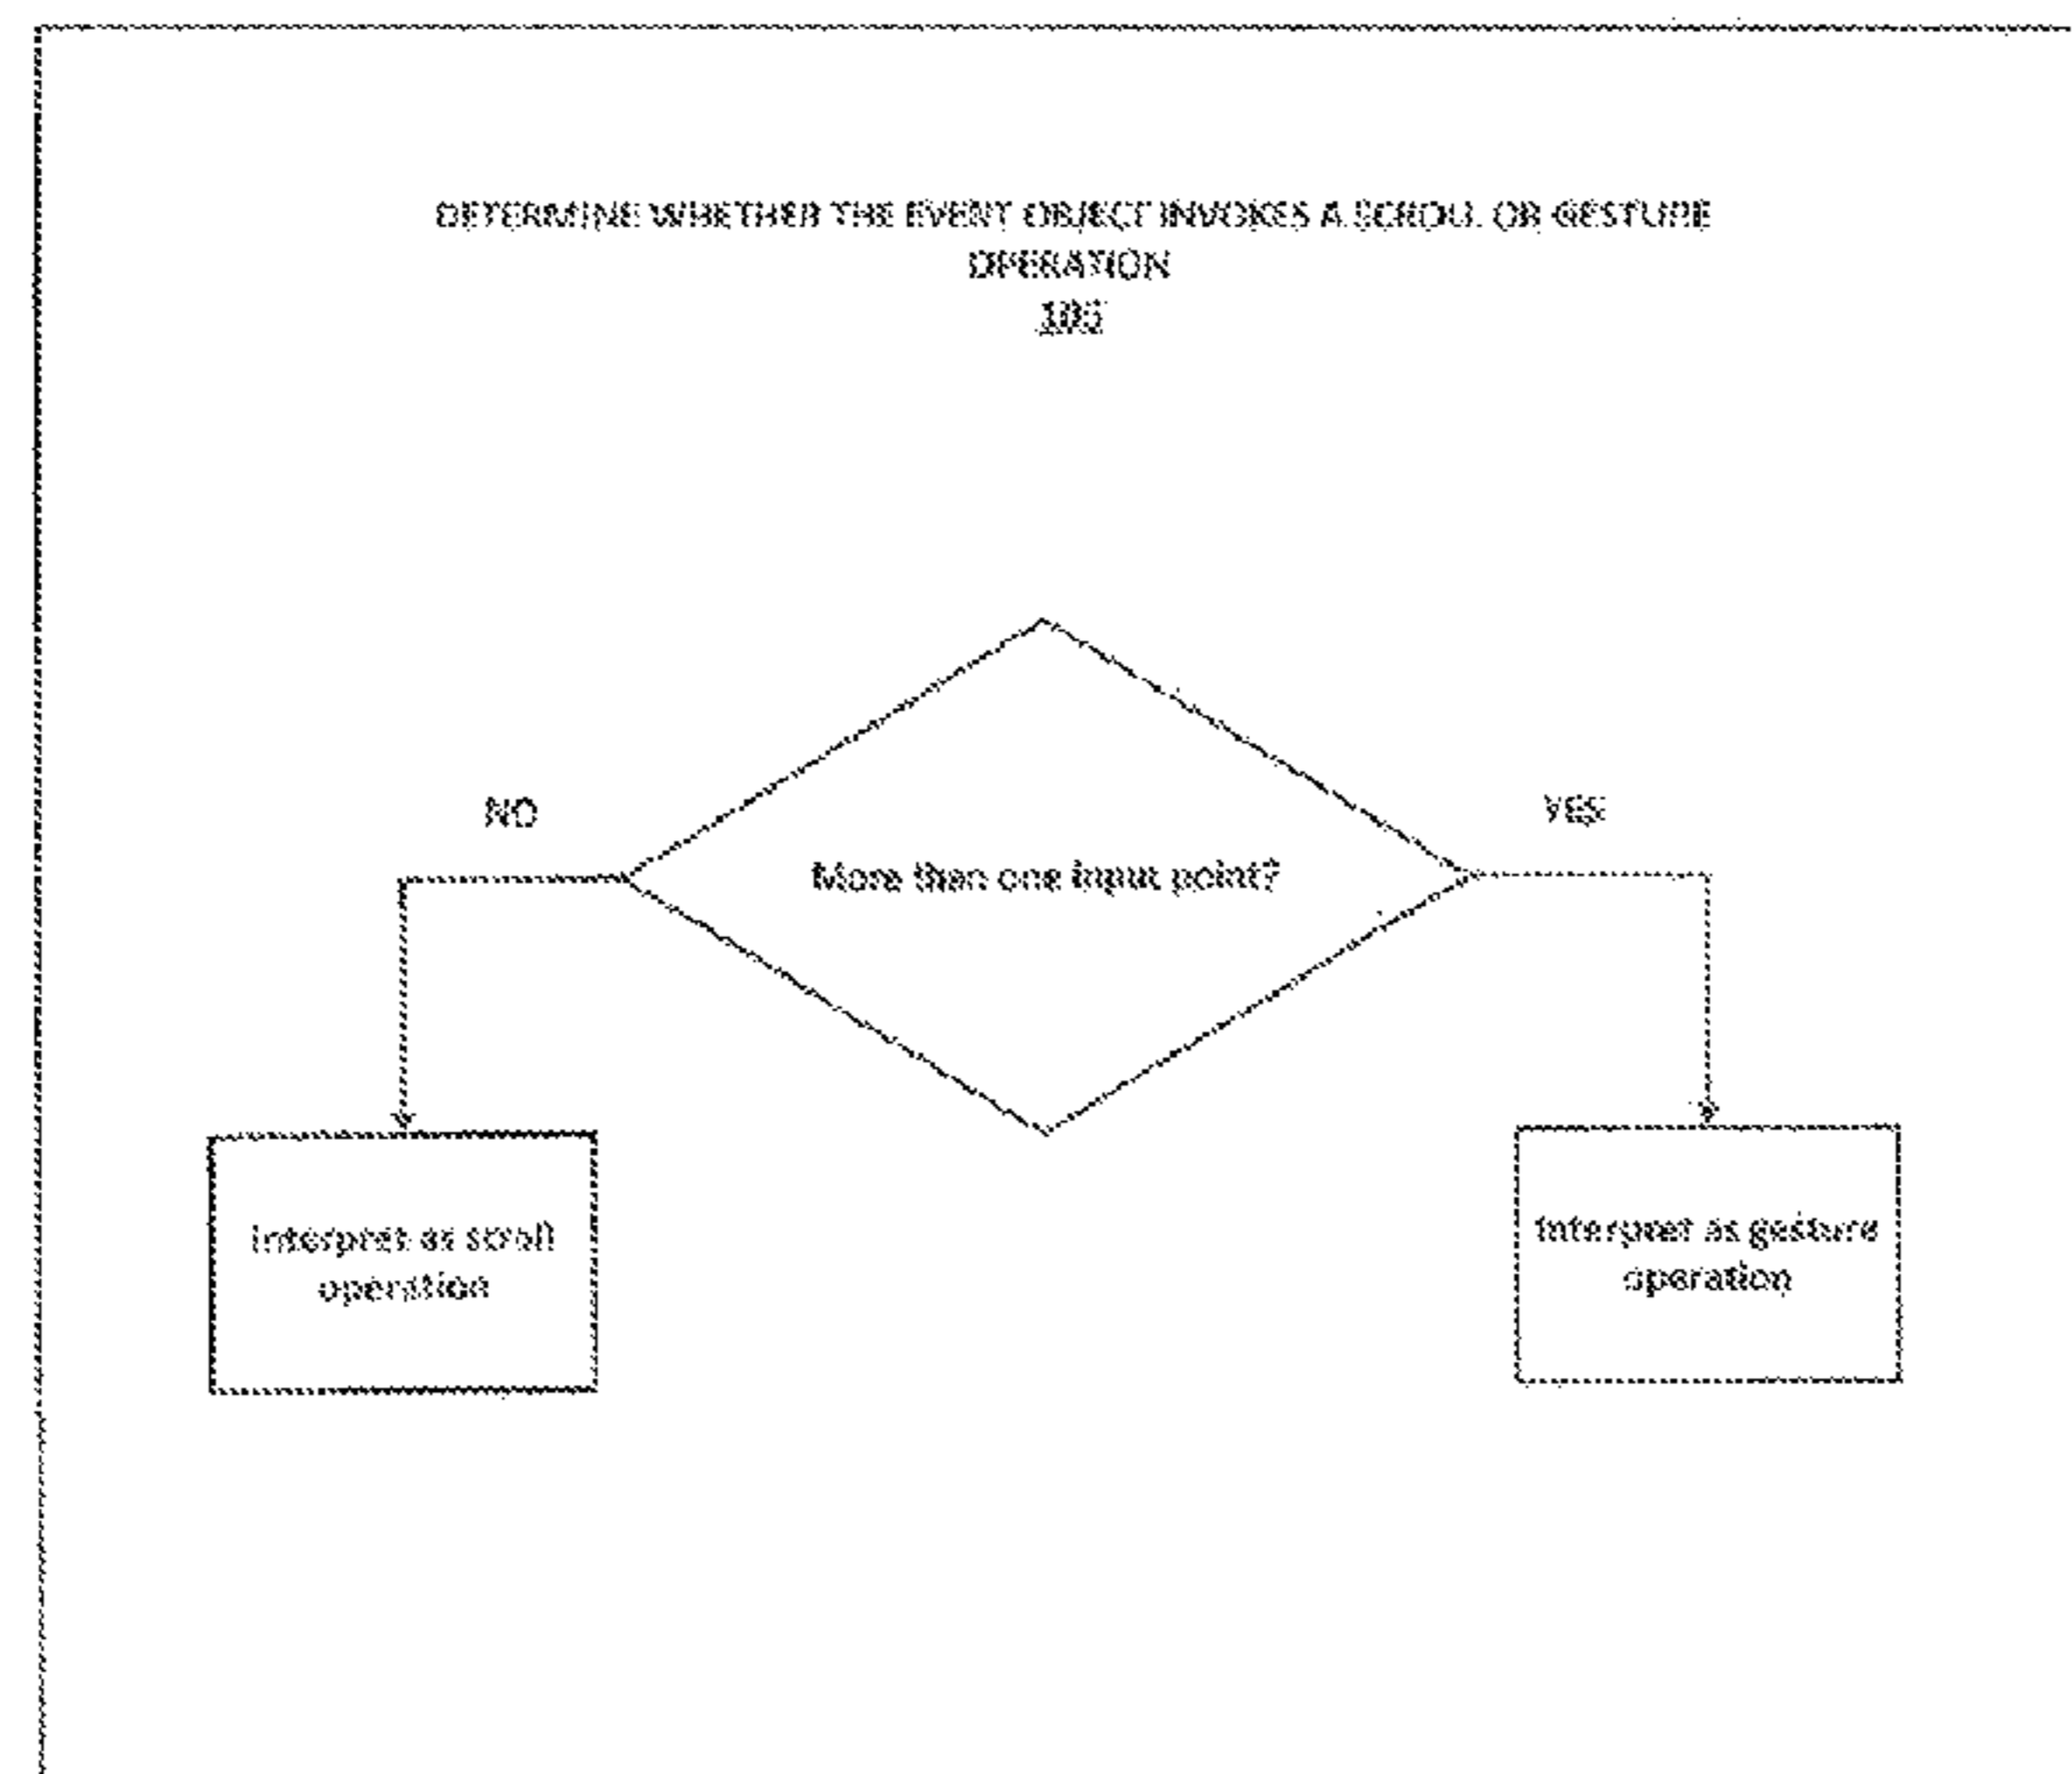 DETERMINE WHETHER THE EVENT OBJECT INVOKES A SCROLL OR GESTURE
OPERATION
105
NO
YES
More than one input point?
Interpret as scroll
operation
Interpret as gesture
operation